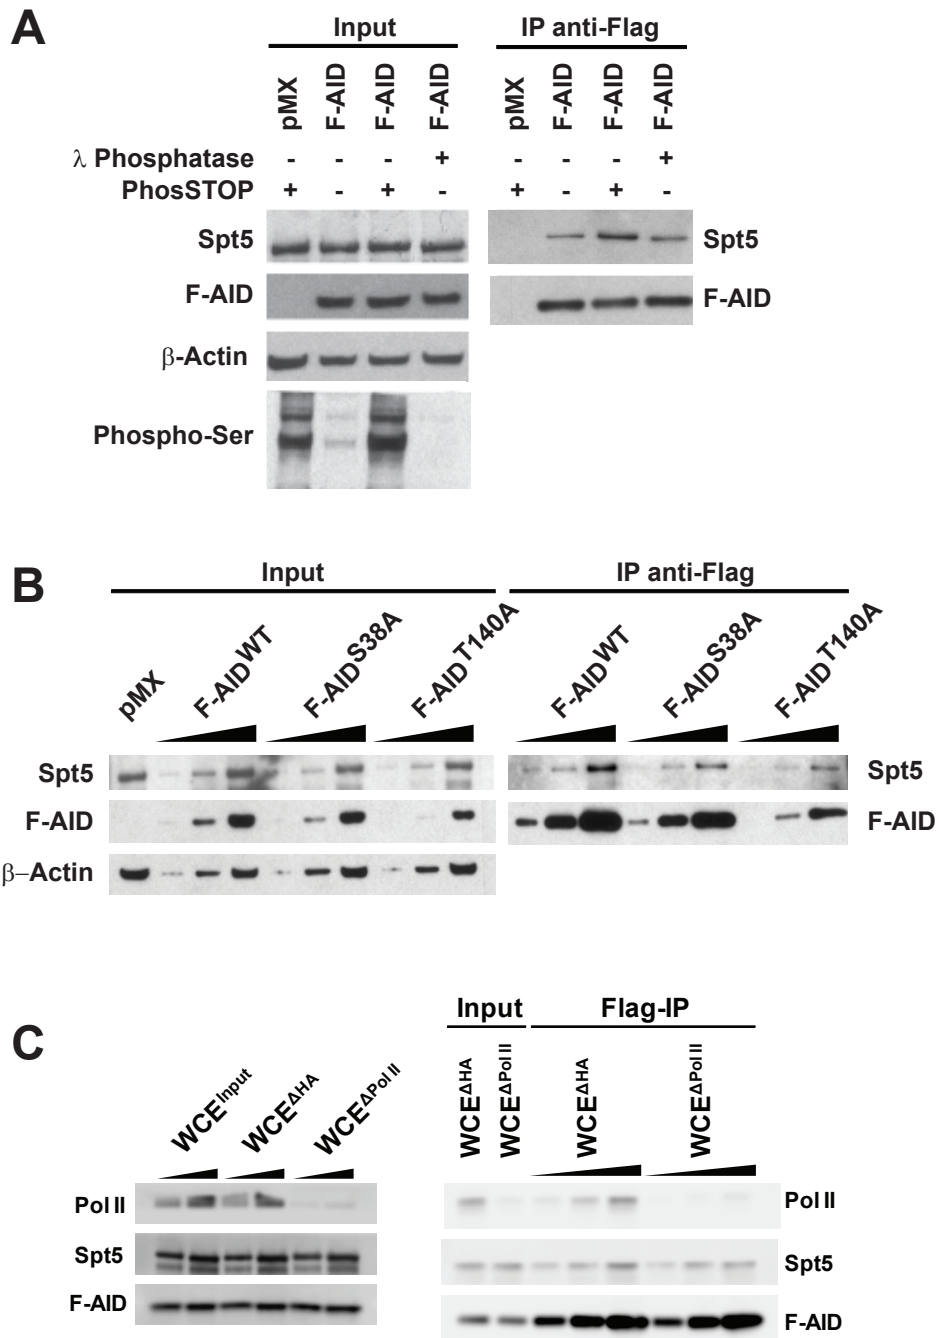 A
Input
IP anti-Flag
pMX
F-AID
F-AID
F-AID
pMX
F-AID
F-AID
F-AID
λ Phosphatase - - - + - - - +
PhosSTOP + - + - + - + -
Spt5
Spt5
F-AID
F-AID
β-Actin
Phospho-Ser
B
Input
IP anti-Flag
pMX
F-AID^WT
F-AID^S38A
F-AID^T140A
F-AID^WT
F-AID^S38A
F-AID^T140A
Spt5
Spt5
F-AID
F-AID
β–Actin
C
WCE^Input
WCE^ΔHA
WCE^ΔPol II
Pol II
Spt5
F-AID
Input
Flag-IP
WCE^ΔHA
WCE^ΔPol II
WCE^ΔHA
WCE^ΔPol II
Pol II
Spt5
F-AID